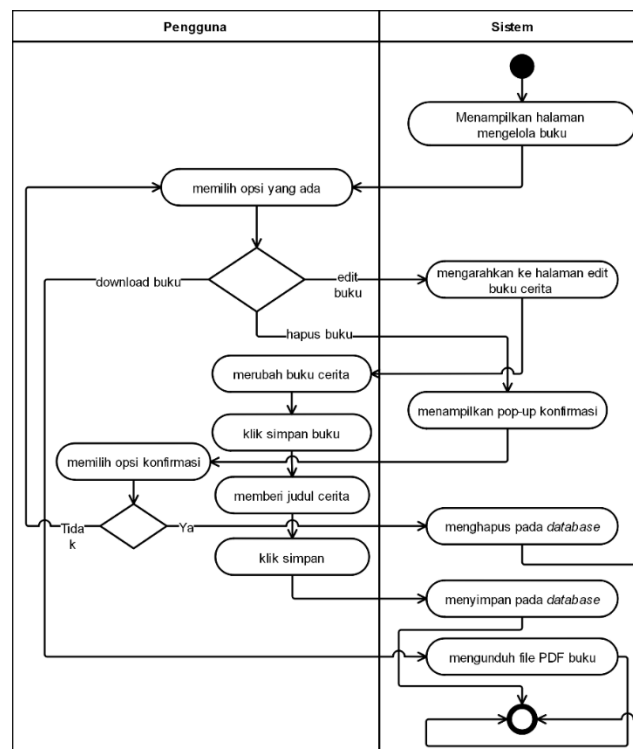 Pengguna
Sistem
Menampilkan halaman
mengelola buku
memilih opsi yang ada
download buku
edit
buku
mengarahkan ke halaman edit
buku cerita
hapus buku
merubah buku cerita
menampilkan pop-up konfirmasi
klik simpan buku
memilih opsi konfirmasi
memberi judul cerita
Tida
k
Ya
menghapus pada database
klik simpan
menyimpan pada database
mengunduh file PDF buku